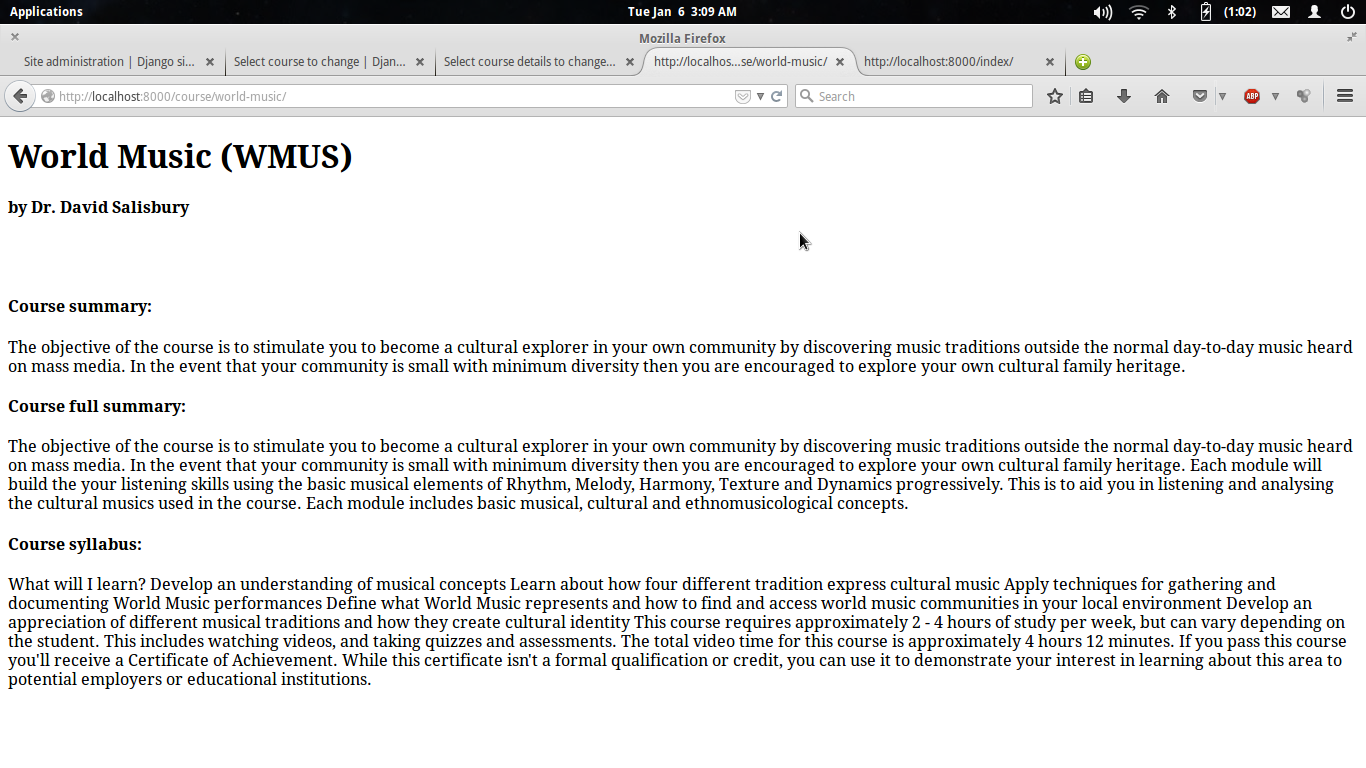 Applications
Tue Jan 6 3:09 AM
(1:02)
Mozilla Firefox
Site administration | Django si...
Select course to change | Djan...
Select course details to change...
http://localhos...se/world-music/
http://localhost:8000/index/
http://localhost:8000/course/world-music/
Search
ABP
World Music (WMUS)
by Dr. David Salisbury
Course summary:
The objective of the course is to stimulate you to become a cultural explorer in your own community by discovering music traditions outside the normal day-to-day music heard
on mass media. In the event that your community is small with minimum diversity then you are encouraged to explore your own cultural family heritage.
Course full summary:
The objective of the course is to stimulate you to become a cultural explorer in your own community by discovering music traditions outside the normal day-to-day music heard
on mass media. In the event that your community is small with minimum diversity then you are encouraged to explore your own cultural family heritage. Each module will
build the your listening skills using the basic musical elements of Rhythm, Melody, Harmony, Texture and Dynamics progressively. This is to aid you in listening and analysing
the cultural musics used in the course. Each module includes basic musical, cultural and ethnomusicological concepts.
Course syllabus:
What will I learn? Develop an understanding of musical concepts Learn about how four different tradition express cultural music Apply techniques for gathering and
documenting World Music performances Define what World Music represents and how to find and access world music communities in your local environment Develop an
appreciation of different musical traditions and how they create cultural identity This course requires approximately 2 - 4 hours of study per week, but can vary depending on
the student. This includes watching videos, and taking quizzes and assessments. The total video time for this course is approximately 4 hours 12 minutes. If you pass this course
you'll receive a Certificate of Achievement. While this certificate isn't a formal qualification or credit, you can use it to demonstrate your interest in learning about this area to
potential employers or educational institutions.